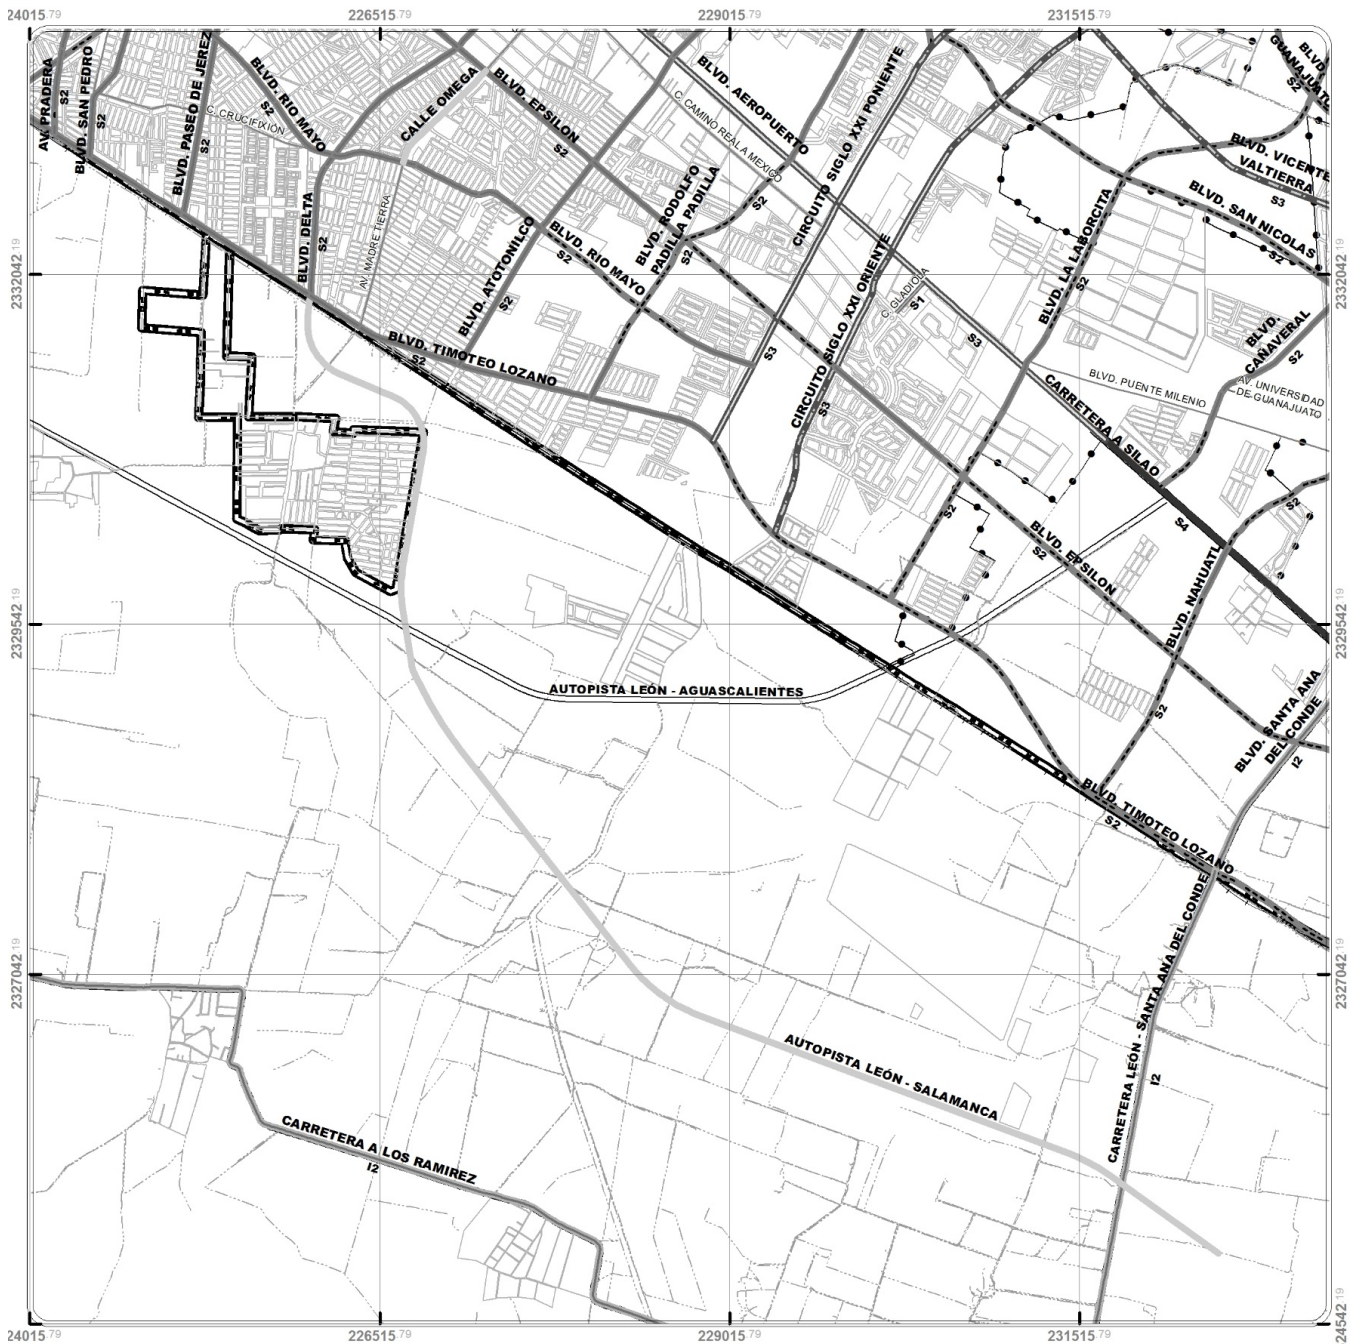 24015.79
226515.79
229015.79
231515.79
AV. PRADERA
S2
BLVD. SAN PEDRO
S2
BLVD. PASEO DE JEREZ
S2
BLVD. RIO MAYO
S2
C. CRUCIFIXIÓN
CALLE OMEGA
BLVD. EPSILON
S2
BLVD. AEROPUERTO
C. CAMINO REAL A MEXICO
CIRCUITO SIGLO XXI PONIENTE
S3
BLVD.
GUANAJUATO
S2
BLVD. VICENTE
VALTIERRA
S3
BLVD. SAN NICOLAS
S2
BLVD. LA LABORCITA
S2
BLVD. DELTA
S2
AV. MADRE TIERRA
BLVD. ATOTONILCO
S2
BLVD. RIO MAYO
S2
BLVD. RODOLFO
PADILLA PADILLA
S2
S2
CIRCUITO SIGLO XXI ORIENTE
S3
C. GLADIOLA
S1
S3
2332042.19
2332042.19
BLVD. TIMOTEO LOZANO
S2
BLVD.
CAÑAVERAL
S2
BLVD. PUENTE MILENIO
AV. UNIVERSIDAD
DE GUANAJUATO
CARRETERA A SILAO
S4
S2
S2
BLVD. EPSILON
S2
BLVD. NAHUATL
S2
2329542.19
2329542.19
AUTOPISTA LEÓN - AGUASCALIENTES
BLVD. SANTA ANA
DEL CONDE
I2
BLVD. TIMOTEO LOZANO
S2
CARRETERA LEÓN - SANTA ANA DEL CONDE
I2
2327042.19
2327042.19
AUTOPISTA LEÓN - SALAMANCA
CARRETERA A LOS RAMIREZ
I2
24542.19
24015.79
226515.79
229015.79
231515.79